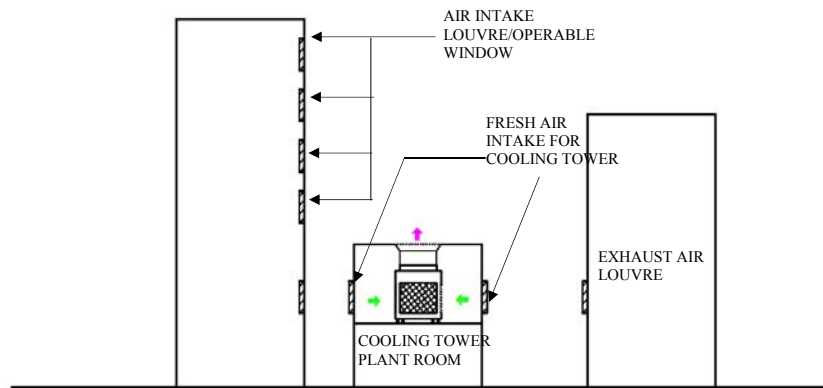 AIR INTAKE
LOUVRE/OPERABLE
WINDOW
FRESH AIR
INTAKE FOR
COOLING TOWER
EXHAUST AIR
LOUVRE
COOLING TOWER
PLANT ROOM